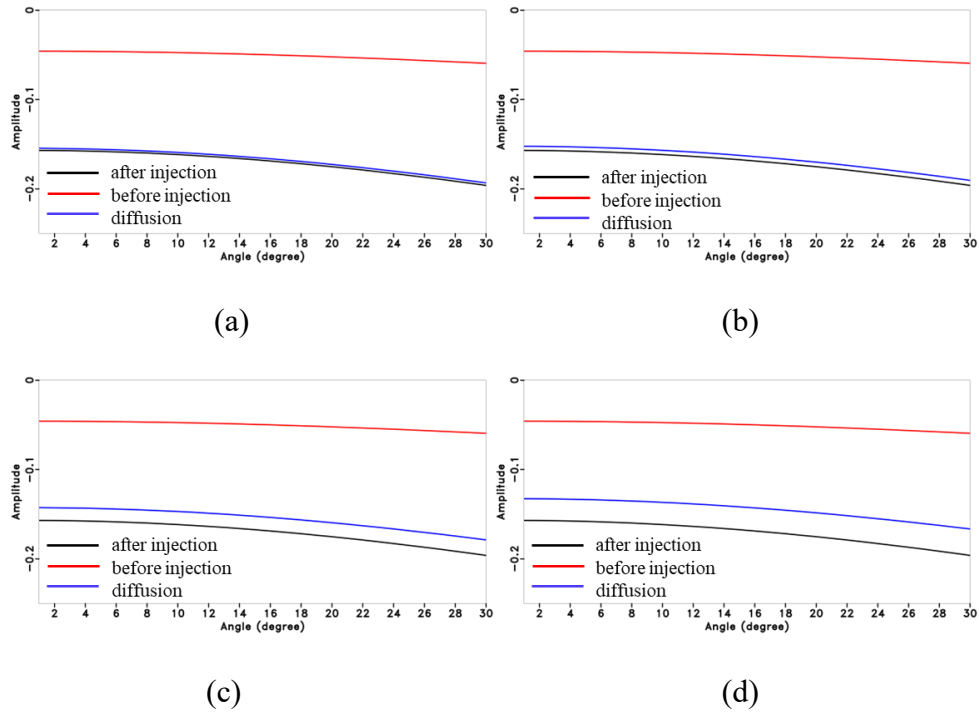 0
-0.1
-0.2
Amplitude
after injection
before injection
diffusion
2 4 6 8 10 12 14 16 18 20 22 24 26 28 30
Angle (degree)
(a)
0
-0.1
-0.2
Amplitude
after injection
before injection
diffusion
2 4 6 8 10 12 14 16 18 20 22 24 26 28 30
Angle (degree)
(b)
0
-0.1
-0.2
Amplitude
after injection
before injection
diffusion
2 4 6 8 10 12 14 16 18 20 22 24 26 28 30
Angle (degree)
(c)
0
-0.1
-0.2
Amplitude
after injection
before injection
diffusion
2 4 6 8 10 12 14 16 18 20 22 24 26 28 30
Angle (degree)
(d)